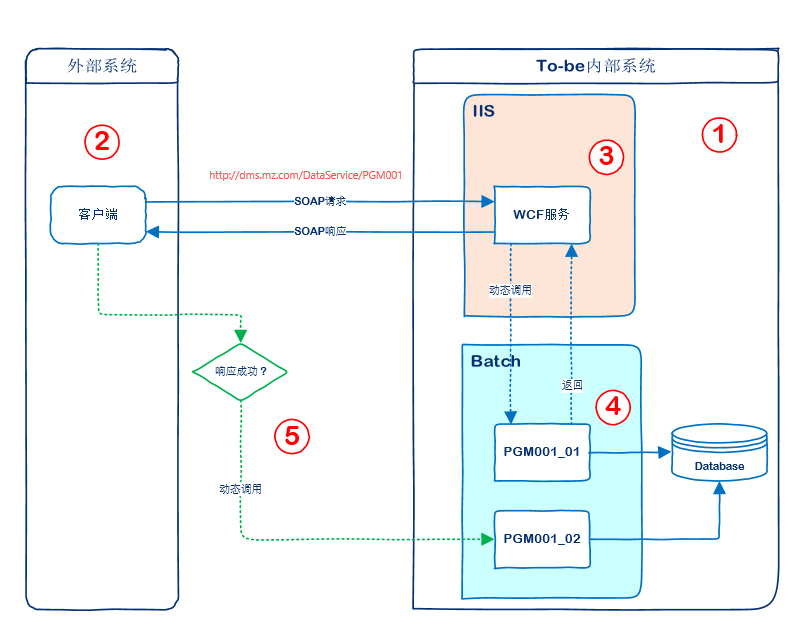 外部系统
To-be内部系统
IIS
①
②
③
http://dms.mz.com/DataService/PGM001
SOAP请求
客户端
WCF服务
SOAP响应
动态调用
Batch
响应成功？
返回
④
⑤
PGM001_01
Database
动态调用
PGM001_02